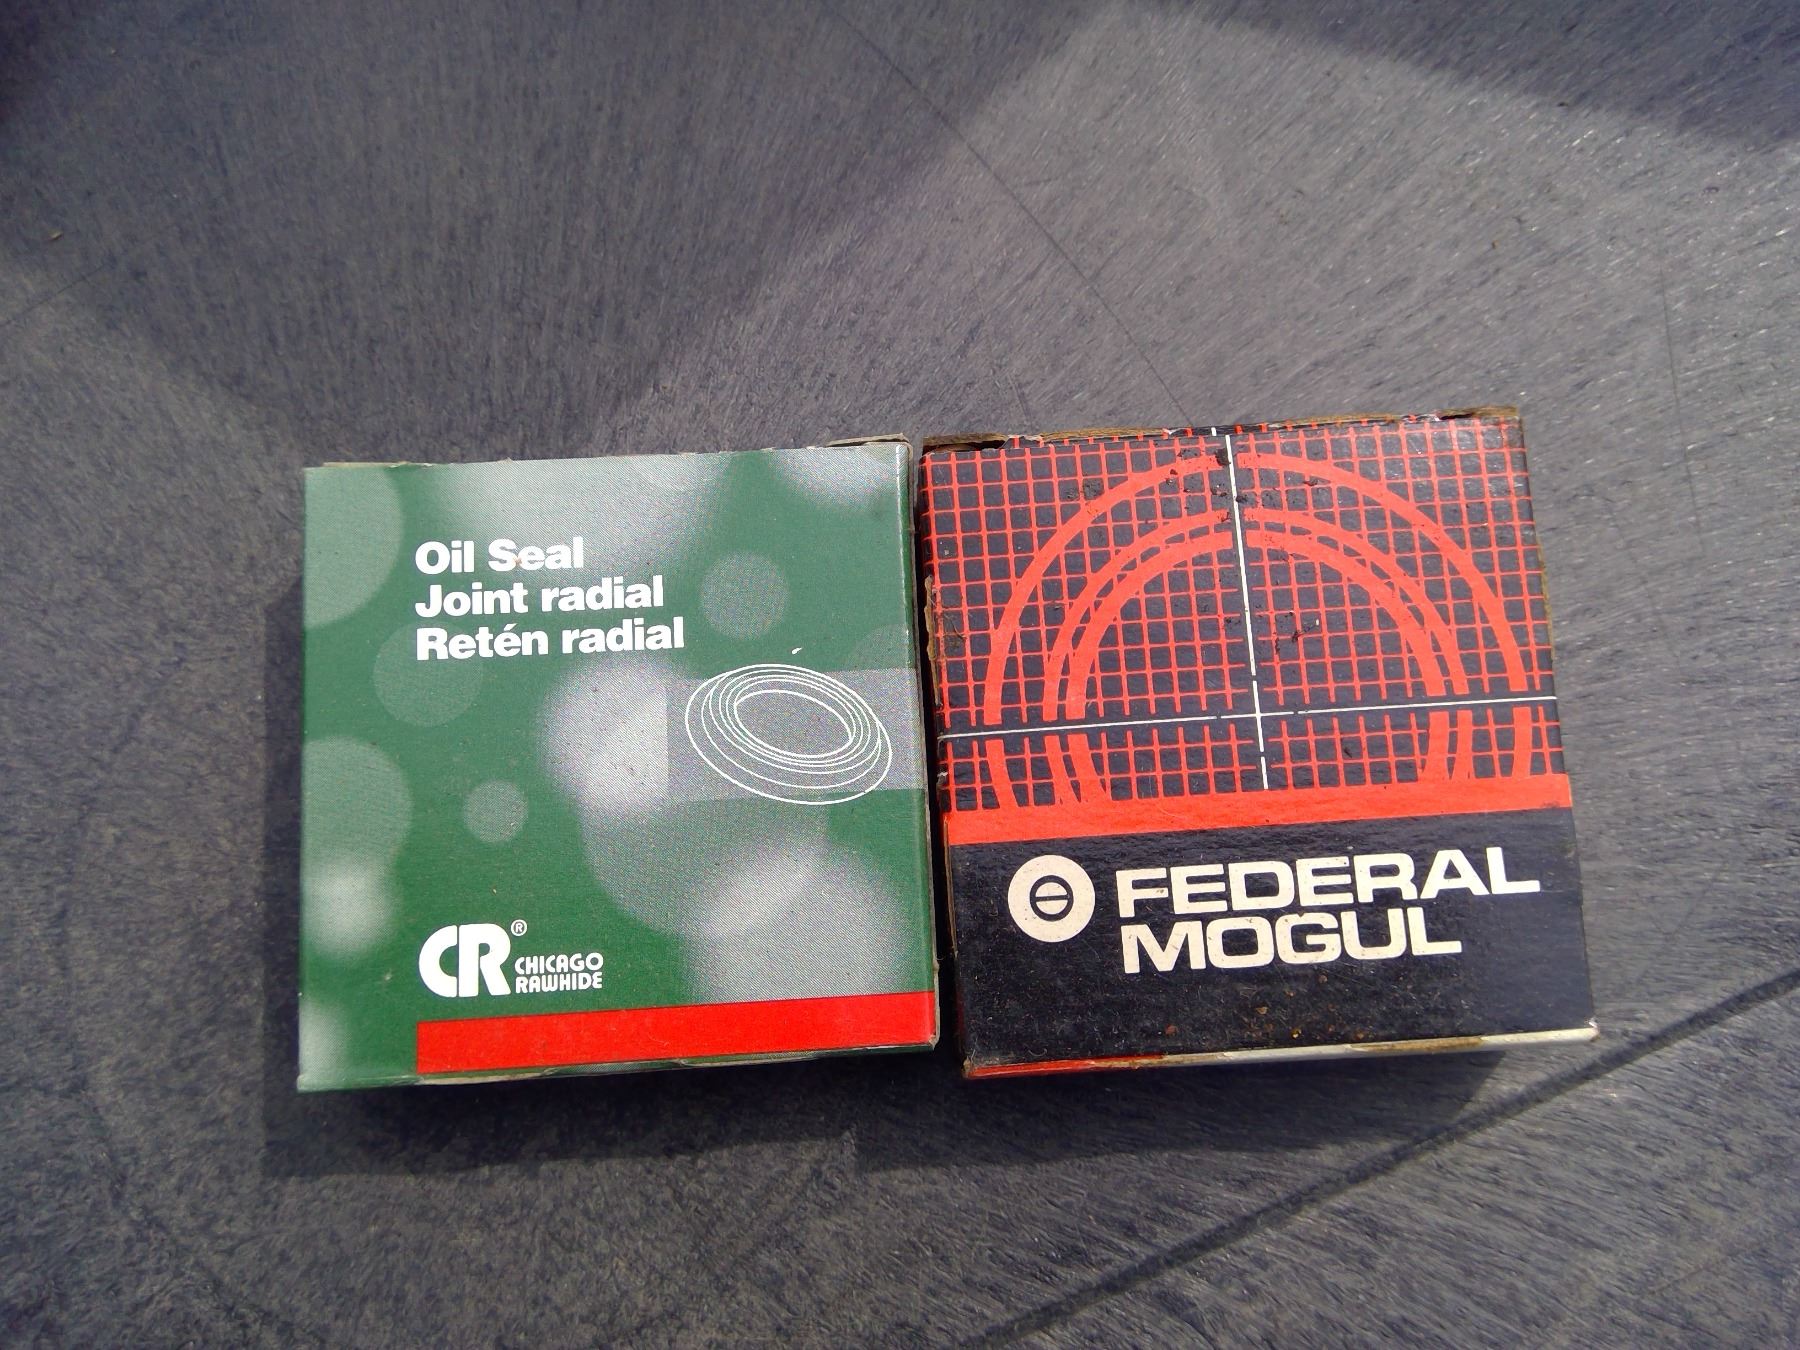 Oil Seal
Joint radial
Retén radial
CR®
CHICAGO
RAWHIDE
FEDERAL
MOGUL